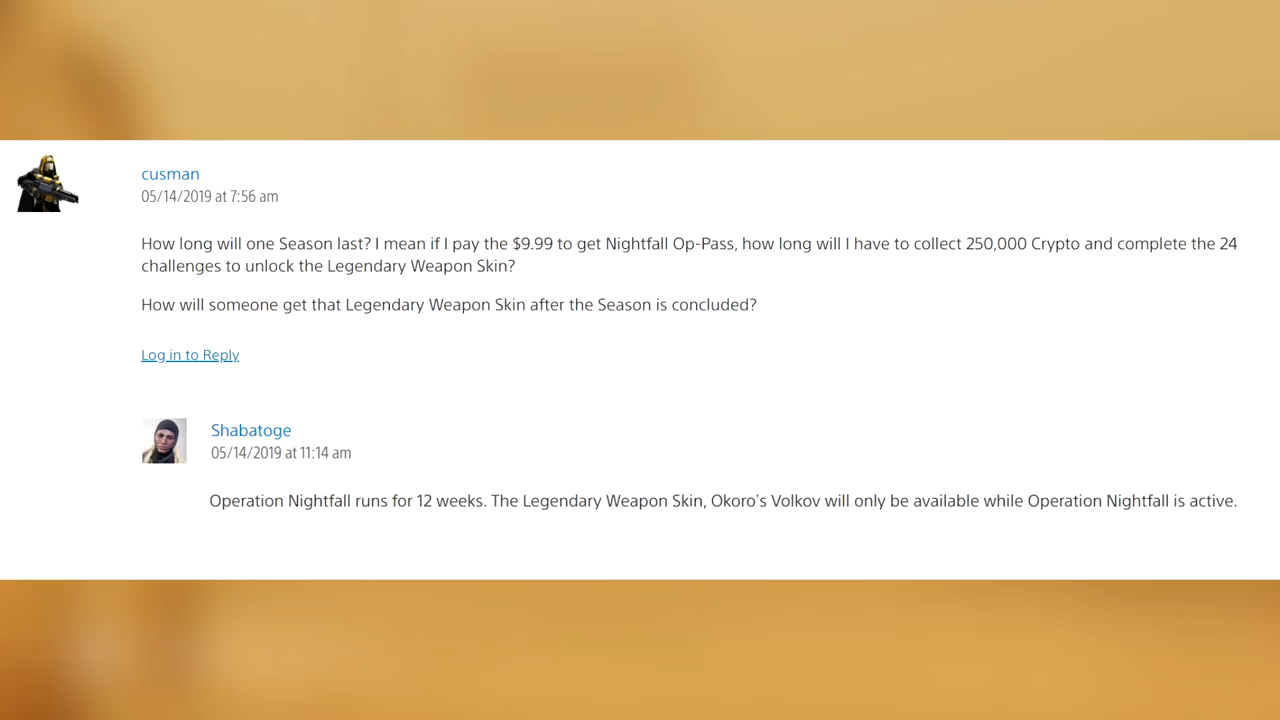 cusman
05/14/2019 at 7:56 am
How long will one Season last? I mean if I pay the $9.99 to get Nightfall Op-Pass, how long will I have to collect 250,000 Crypto and complete the 24
challenges to unlock the Legendary Weapon Skin?
How will someone get that Legendary Weapon Skin after the Season is concluded?
Log in to Reply
Shabatoge
05/14/2019 at 11:14 am
Operation Nightfall runs for 12 weeks. The Legendary Weapon Skin, Okoro's Volkov will only be available while Operation Nightfall is active.